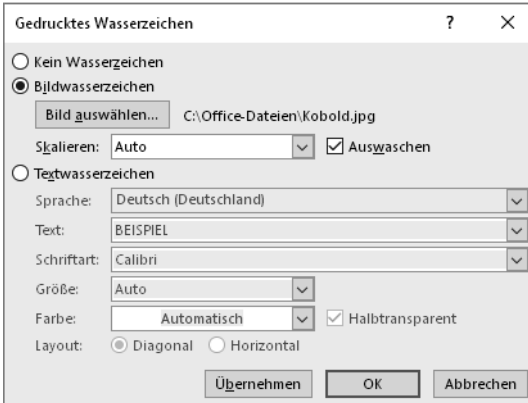 Gedrucktes Wasserzeichen ? ×
Kein Wasserzeichen
Bildwasserzeichen
Bild auswählen... C:\Office-Dateien\Kobold.jpg
Skalieren: Auto Auswaschen
Textwasserzeichen
Sprache: Deutsch (Deutschland)
Text: BEISPIEL
Schriftart: Calibri
Größe: Auto
Farbe: Automatisch Halbtransparent
Layout: Diagonal Horizontal
Übernehmen OK Abbrechen